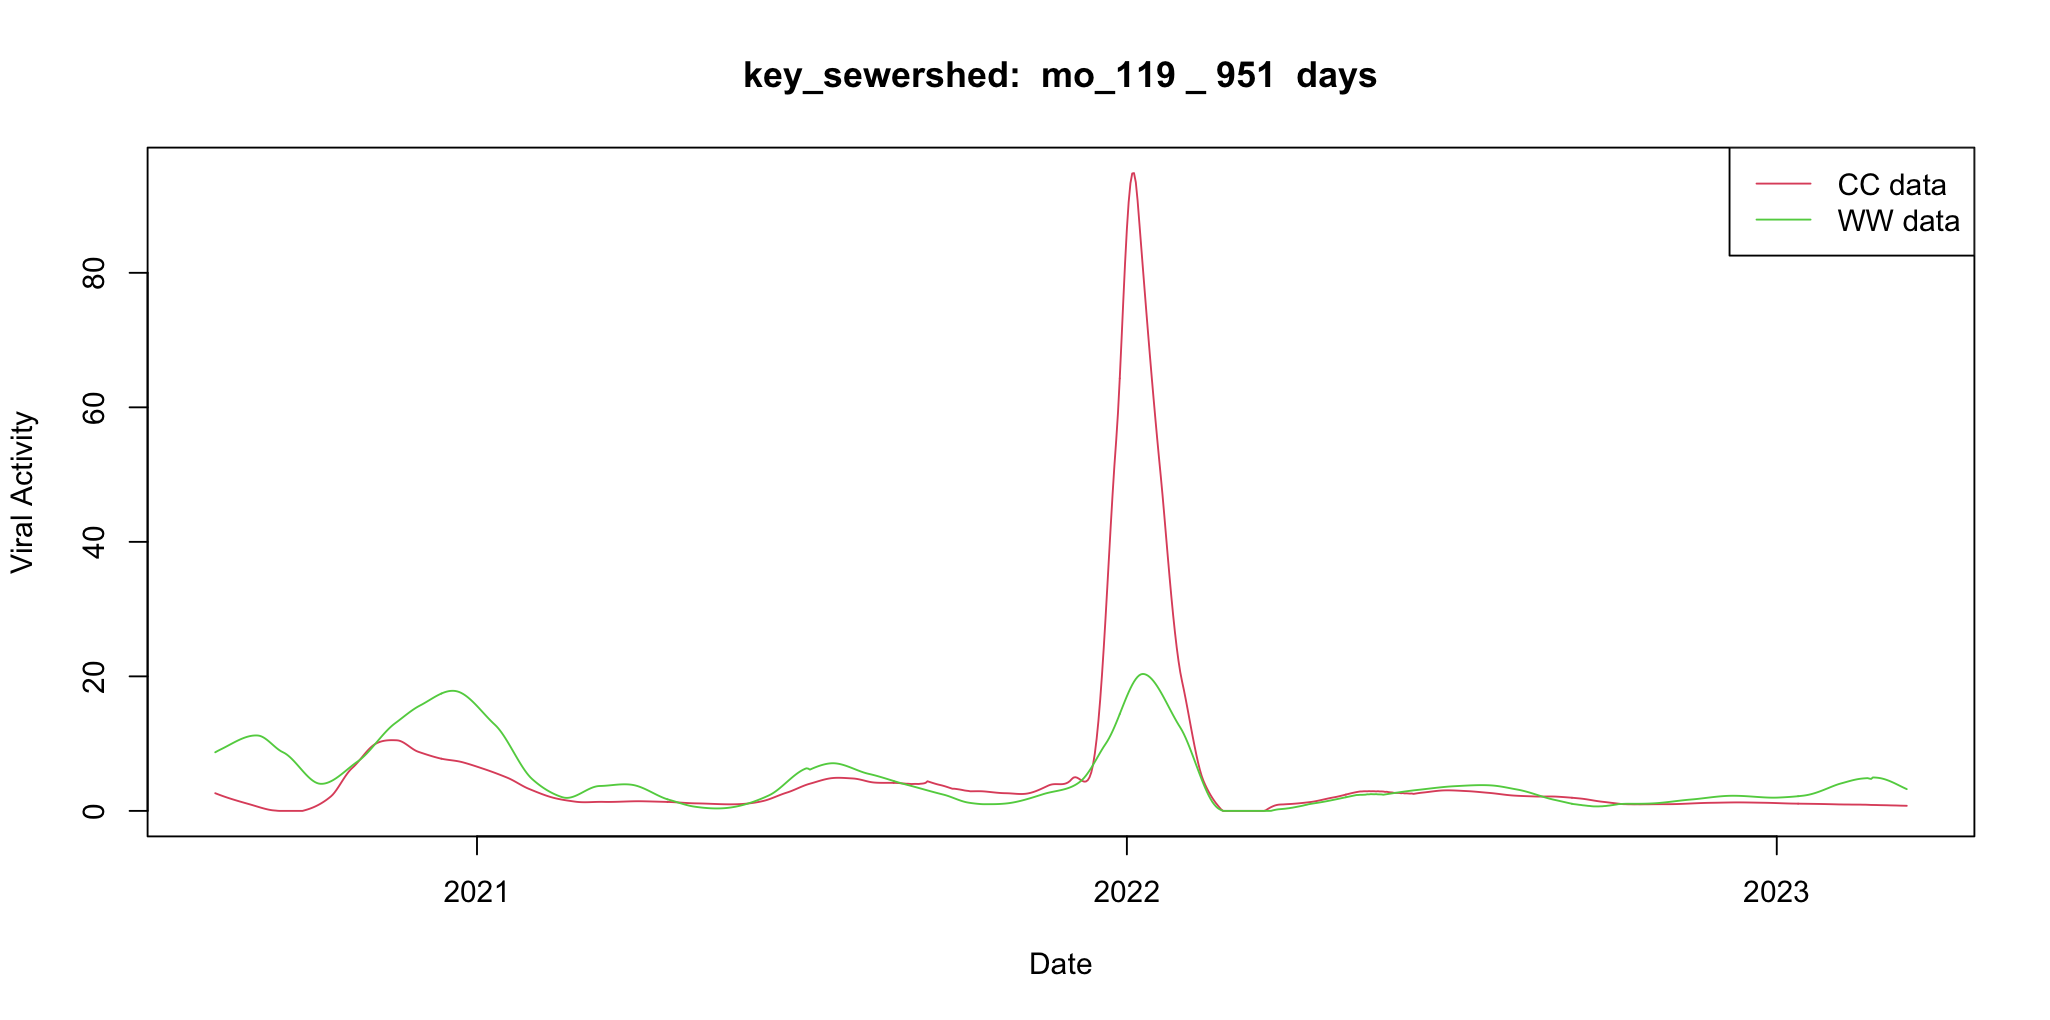 key_sewershed:  mo_119 _ 951  days
CC data
WW data
Viral Activity
80
60
40
20
0
2021
2022
2023
Date